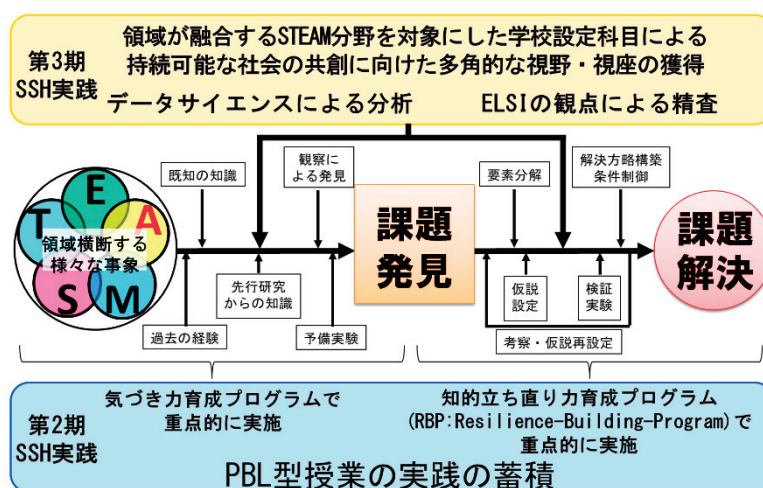 第3期
SSH実践
領域が融合するSTEAM分野を対象にした学校設定科目による
持続可能な社会の共創に向けた多角的な視野・視座の獲得
データサイエンスによる分析
ELSIの観点による精査
既知の知識
観察に
よる発見
要素分解
解決方略構築
条件制御
E
T
A
領域横断する
様々な事象
S
M
課題
発見
課題
解決
先行研究
からの知識
仮説
設定
検証
実験
過去の経験
予備実験
考察・仮説再設定
第2期
SSH実践
気づき力育成プログラムで
重点的に実施
知的立ち直り力育成プログラム
(RBP:Resilience-Building-Program)で
重点的に実施
PBL型授業の実践の蓄積